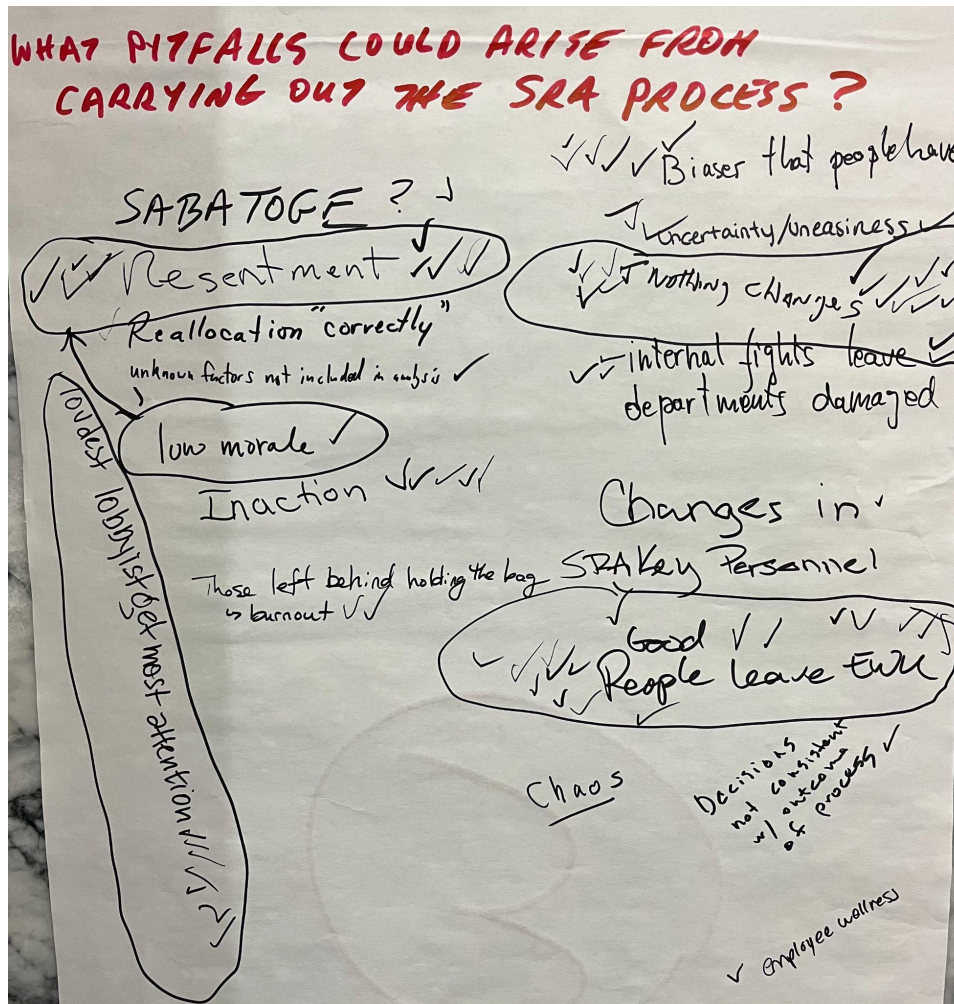 WHAT PITFALLS COULD ARISE FROM
CARRYING OUT THE SRA PROCESS ?
SABATOGE ? ✓
✓✓✓ Resentment ✓✓✓✓
✓ Reallocation "correctly"
unknown factors not included in analysis ✓
low morale ✓
Inaction ✓✓✓✓✓
Those left behind holding the bag
↳ burnout ✓✓
loudest lobbyist get most attention ✓✓✓✓✓✓✓
✓✓✓✓✓ Biases that people have
✓✓ Uncertainty/uneasiness ✓
✓✓✓✓✓ Nothing Changes ✓✓✓✓✓✓✓✓
✓✓ internal fights leave ✓
departments damaged
Changes in ✓
SRA Key Personnel
Good ✓✓ ✓✓ ✓✓✓
✓✓✓✓✓✓✓ People leave EWU
Chaos
Decisions
not consistent
w/ outcome
of process ✓
✓ employee wellness